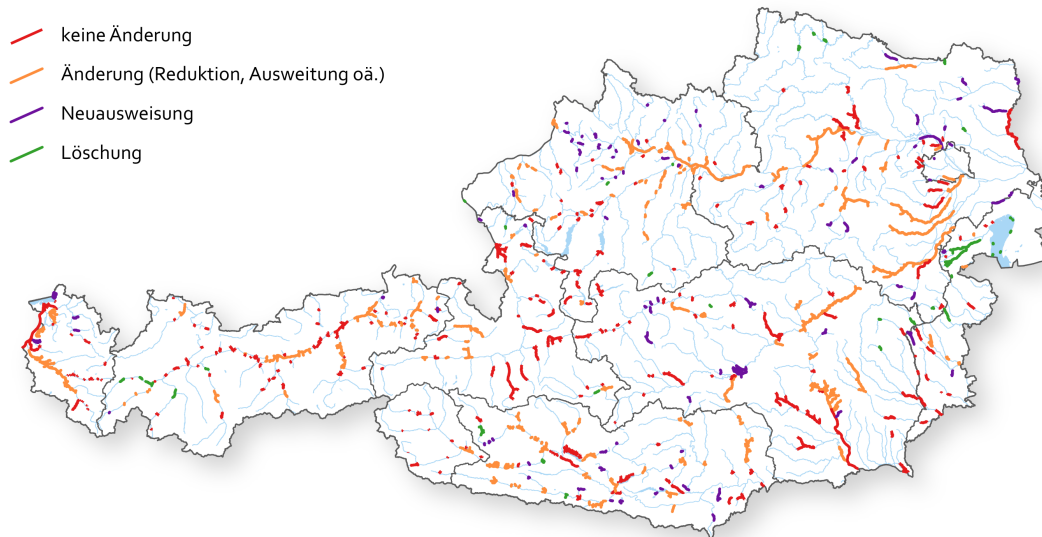 keine Änderung
Änderung (Reduktion, Ausweitung oä.)
Neuausweisung
Löschung